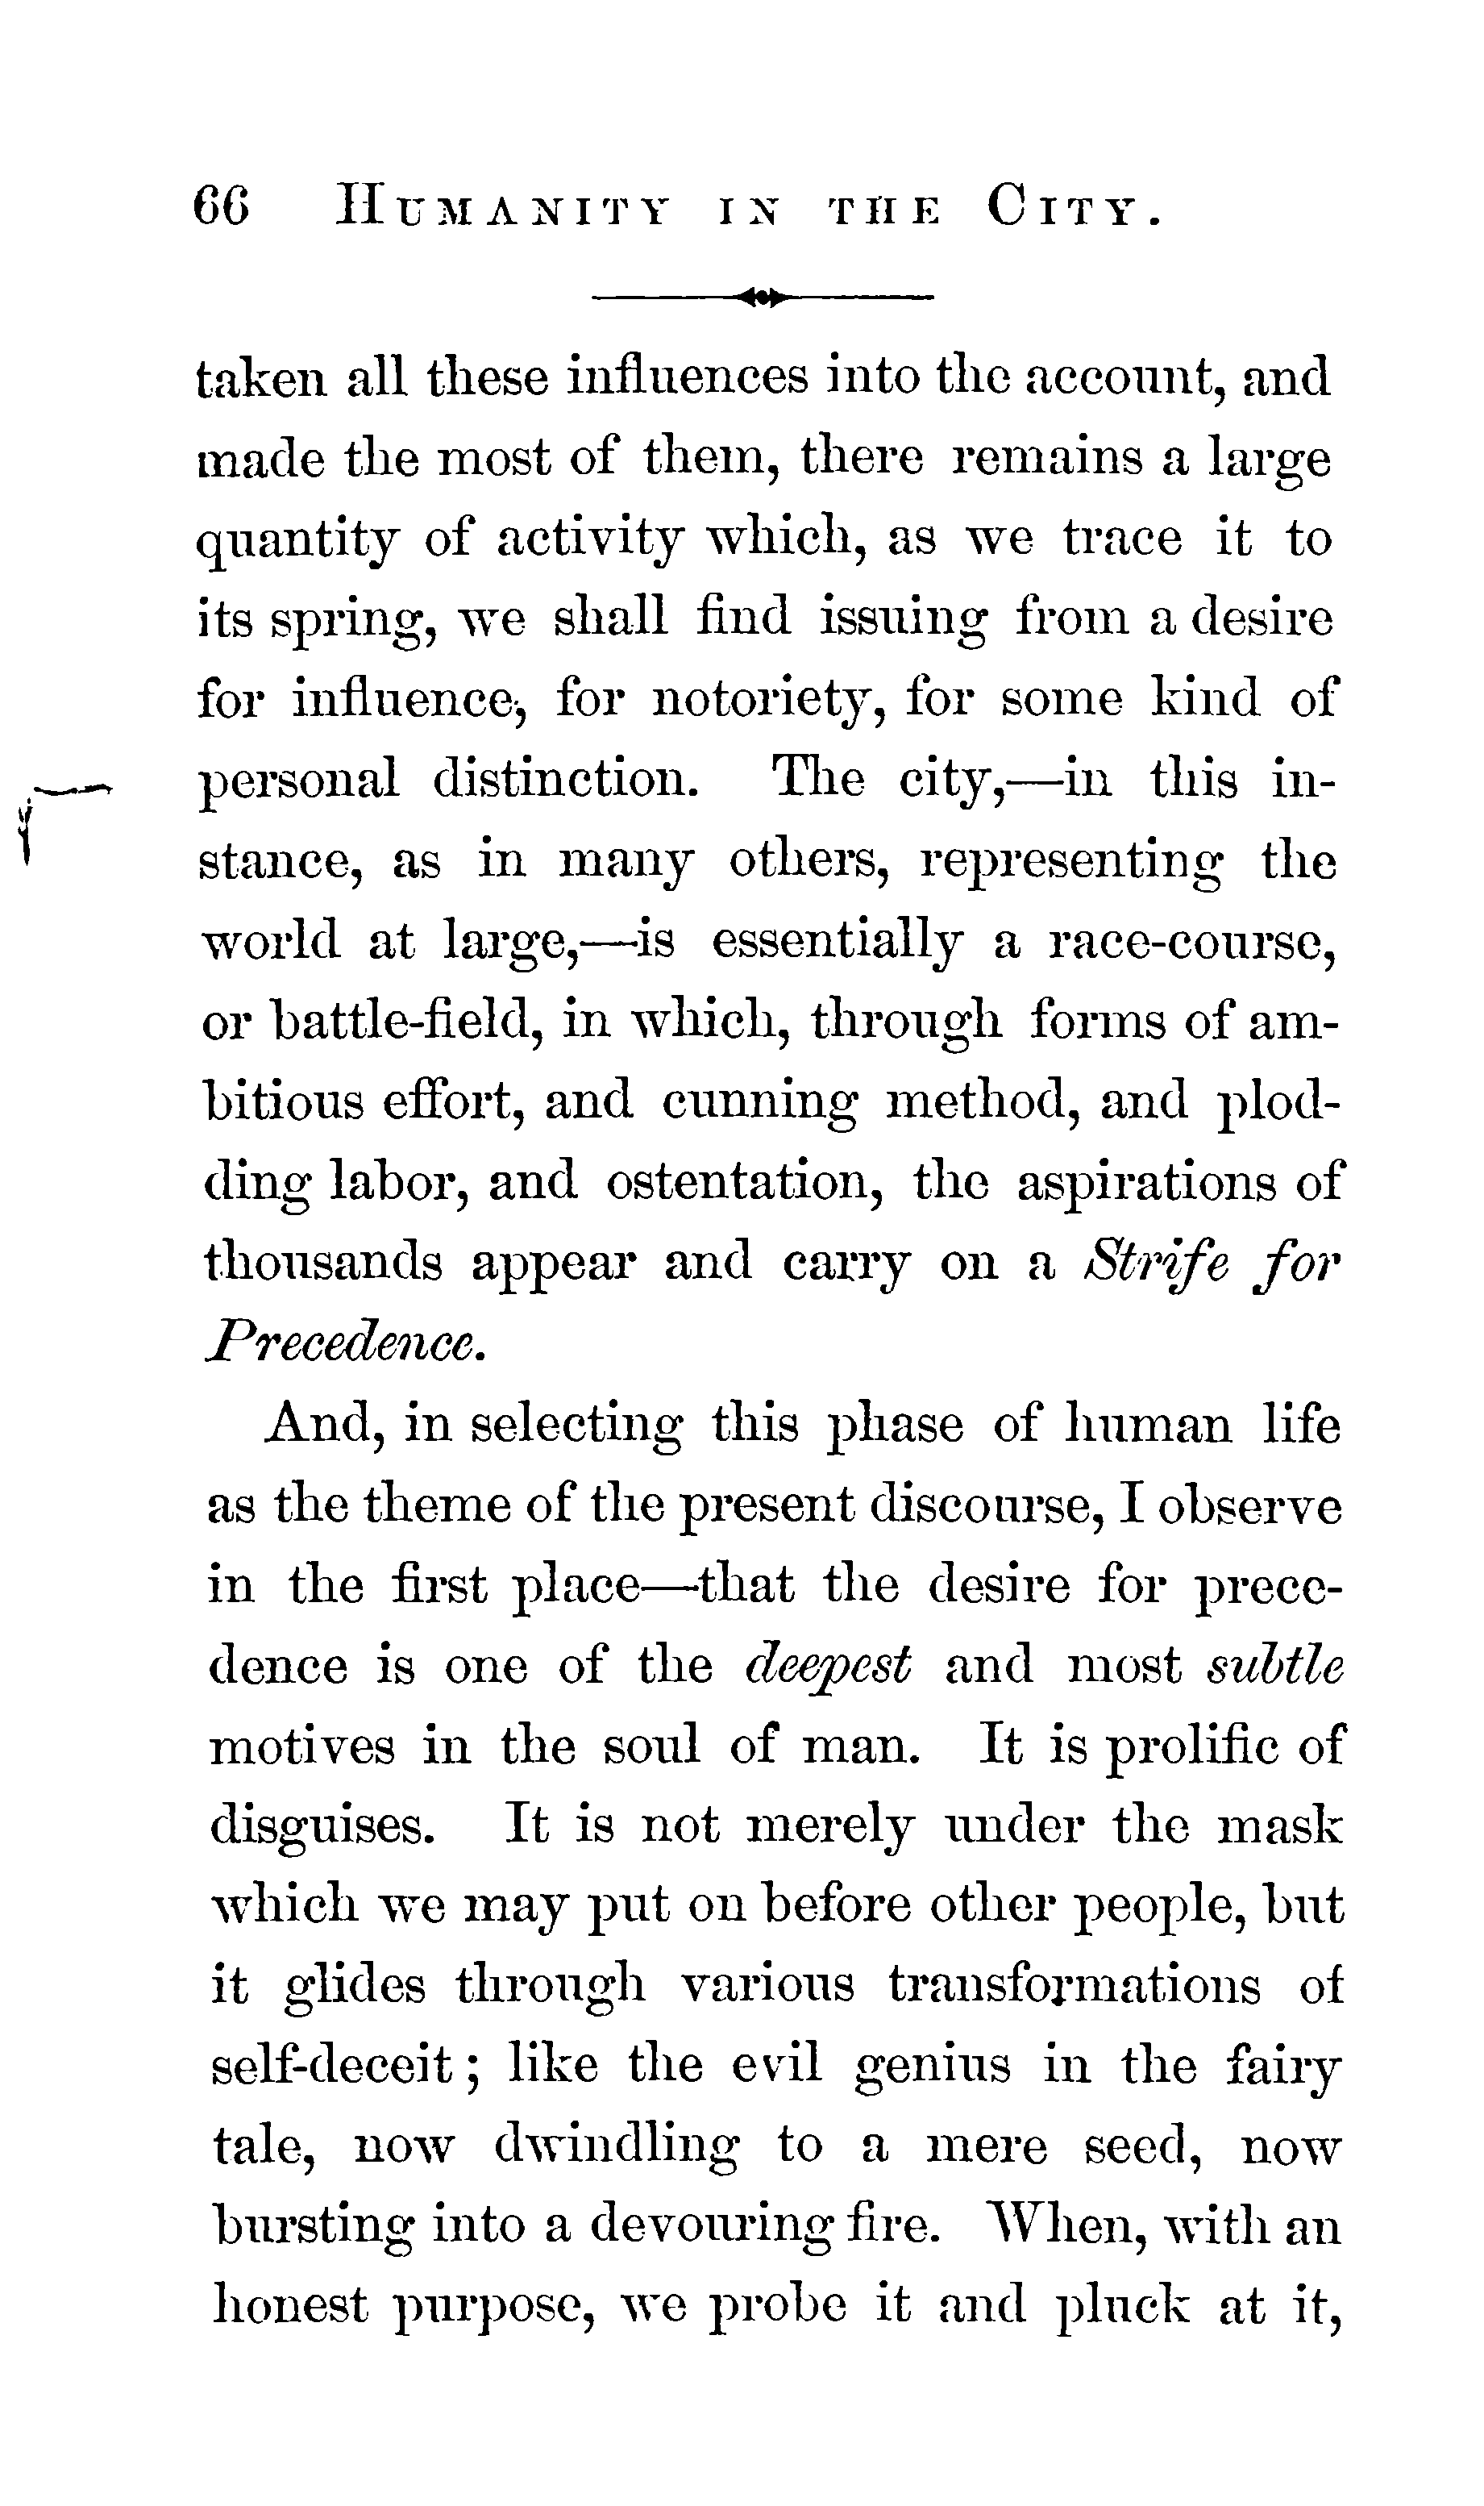 66 HUMANITY IN THE CITY.
taken all these influences into the account, and
made the most of them, there remains a large
quantity of activity which, as we trace it to
its spring, we shall find issuing from a desire
for influence, for notoriety, for some kind of
personal distinction. The city,—in this in-
stance, as in many others, representing the
world at large,—is essentially a race-course,
or battle-field, in which, through forms of am-
bitious effort, and cunning method, and plod-
ding labor, and ostentation, the aspirations of
thousands appear and carry on a Strife for
Precedence.
And, in selecting this phase of human life
as the theme of the present discourse, I observe
in the first place—that the desire for prece-
dence is one of the deepest and most subtle
motives in the soul of man. It is prolific of
disguises. It is not merely under the mask
which we may put on before other people, but
it glides through various transformations of
self-deceit; like the evil genius in the fairy
tale, now dwindling to a mere seed, now
bursting into a devouring fire. When, with an
honest purpose, we probe it and pluck at it,